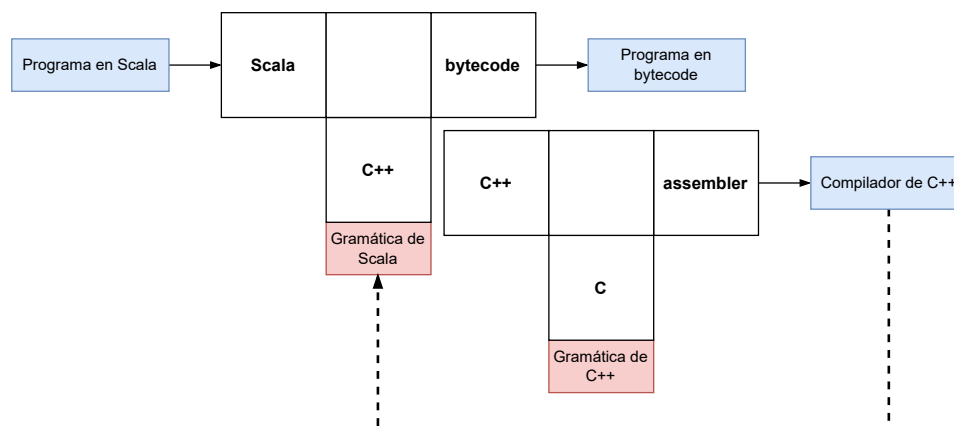 Programa en Scala
Scala
bytecode
Programa en
bytecode
C++
C++
assembler
Compilador de C++
Gramática de
Scala
C
Gramática de
C++